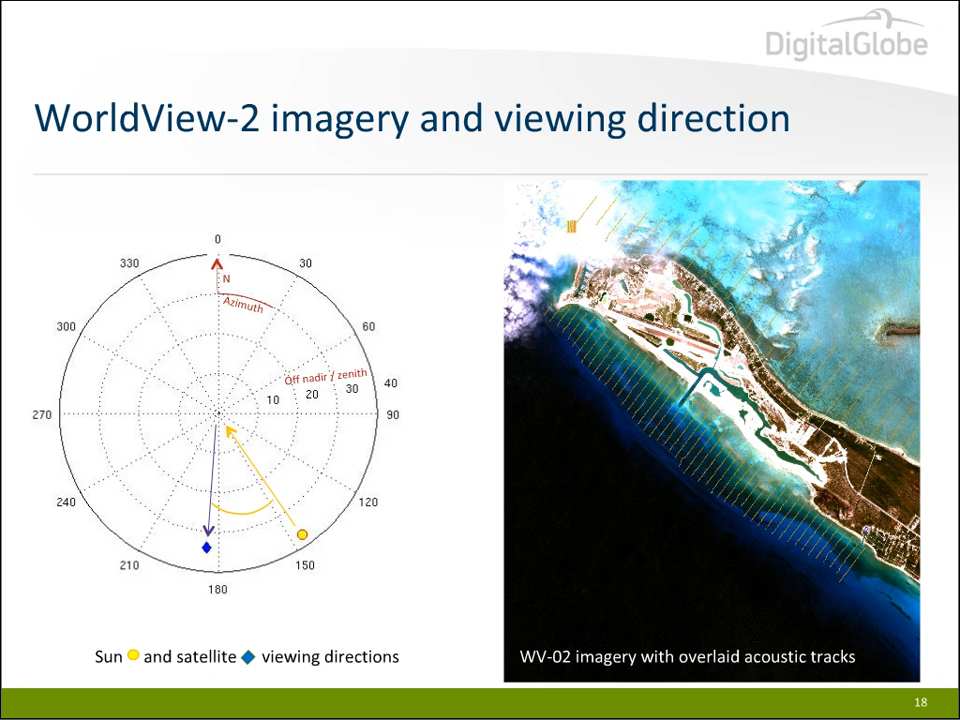 DigitalGlobe
WorldView-2 imagery and viewing direction
0
330
30
N
Azimuth
300
60
Off nadir / zenith
10
20
30
40
270
90
240
120
210
150
180
Sun and satellite viewing directions
WV-02 imagery with overlaid acoustic tracks
18